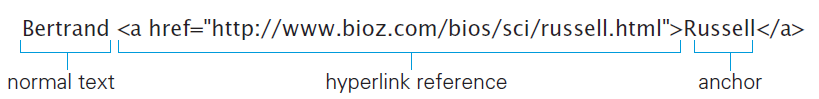 Bertrand <a href="http://www.bioz.com/bios/sci/russell.html">Russell</a>
normal text hyperlink reference anchor